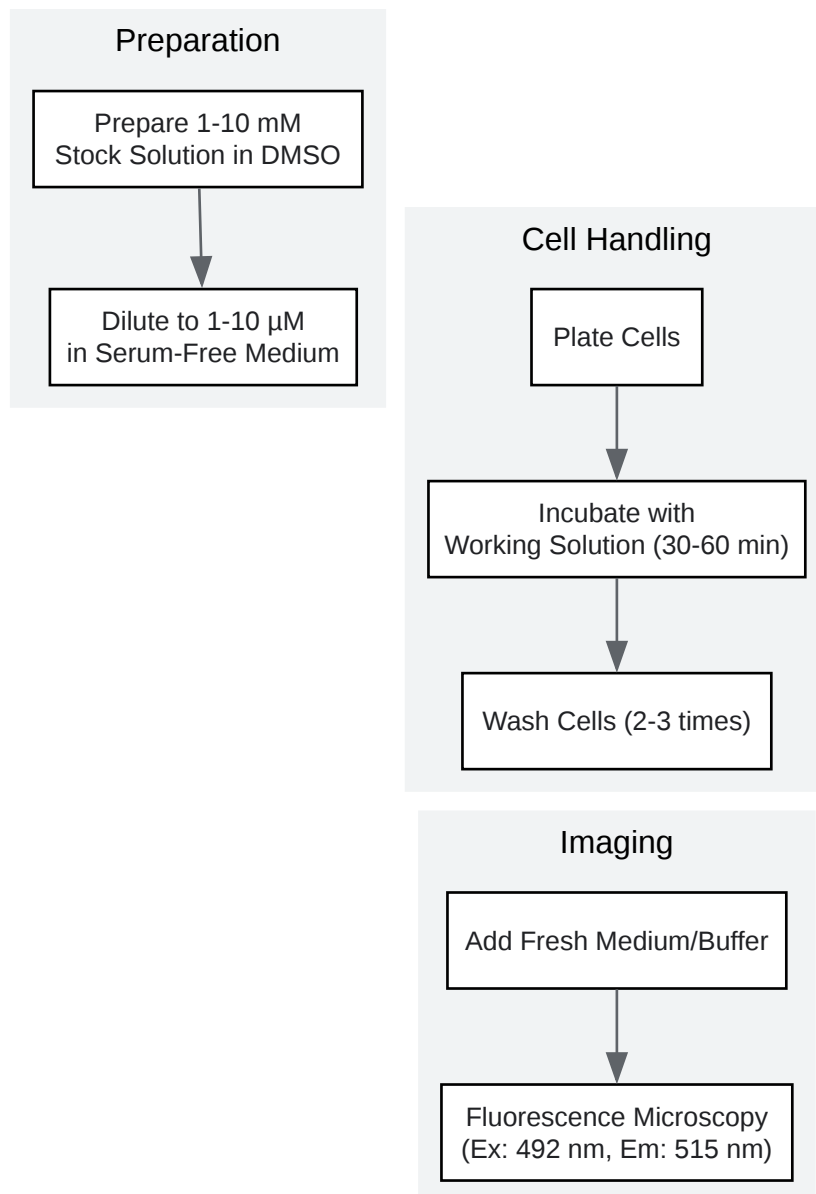 Preparation
Prepare 1-10 mM
Stock Solution in DMSO
Dilute to 1-10 µM
in Serum-Free Medium
Cell Handling
Plate Cells
Incubate with
Working Solution (30-60 min)
Wash Cells (2-3 times)
Imaging
Add Fresh Medium/Buffer
Fluorescence Microscopy
(Ex: 492 nm, Em: 515 nm)